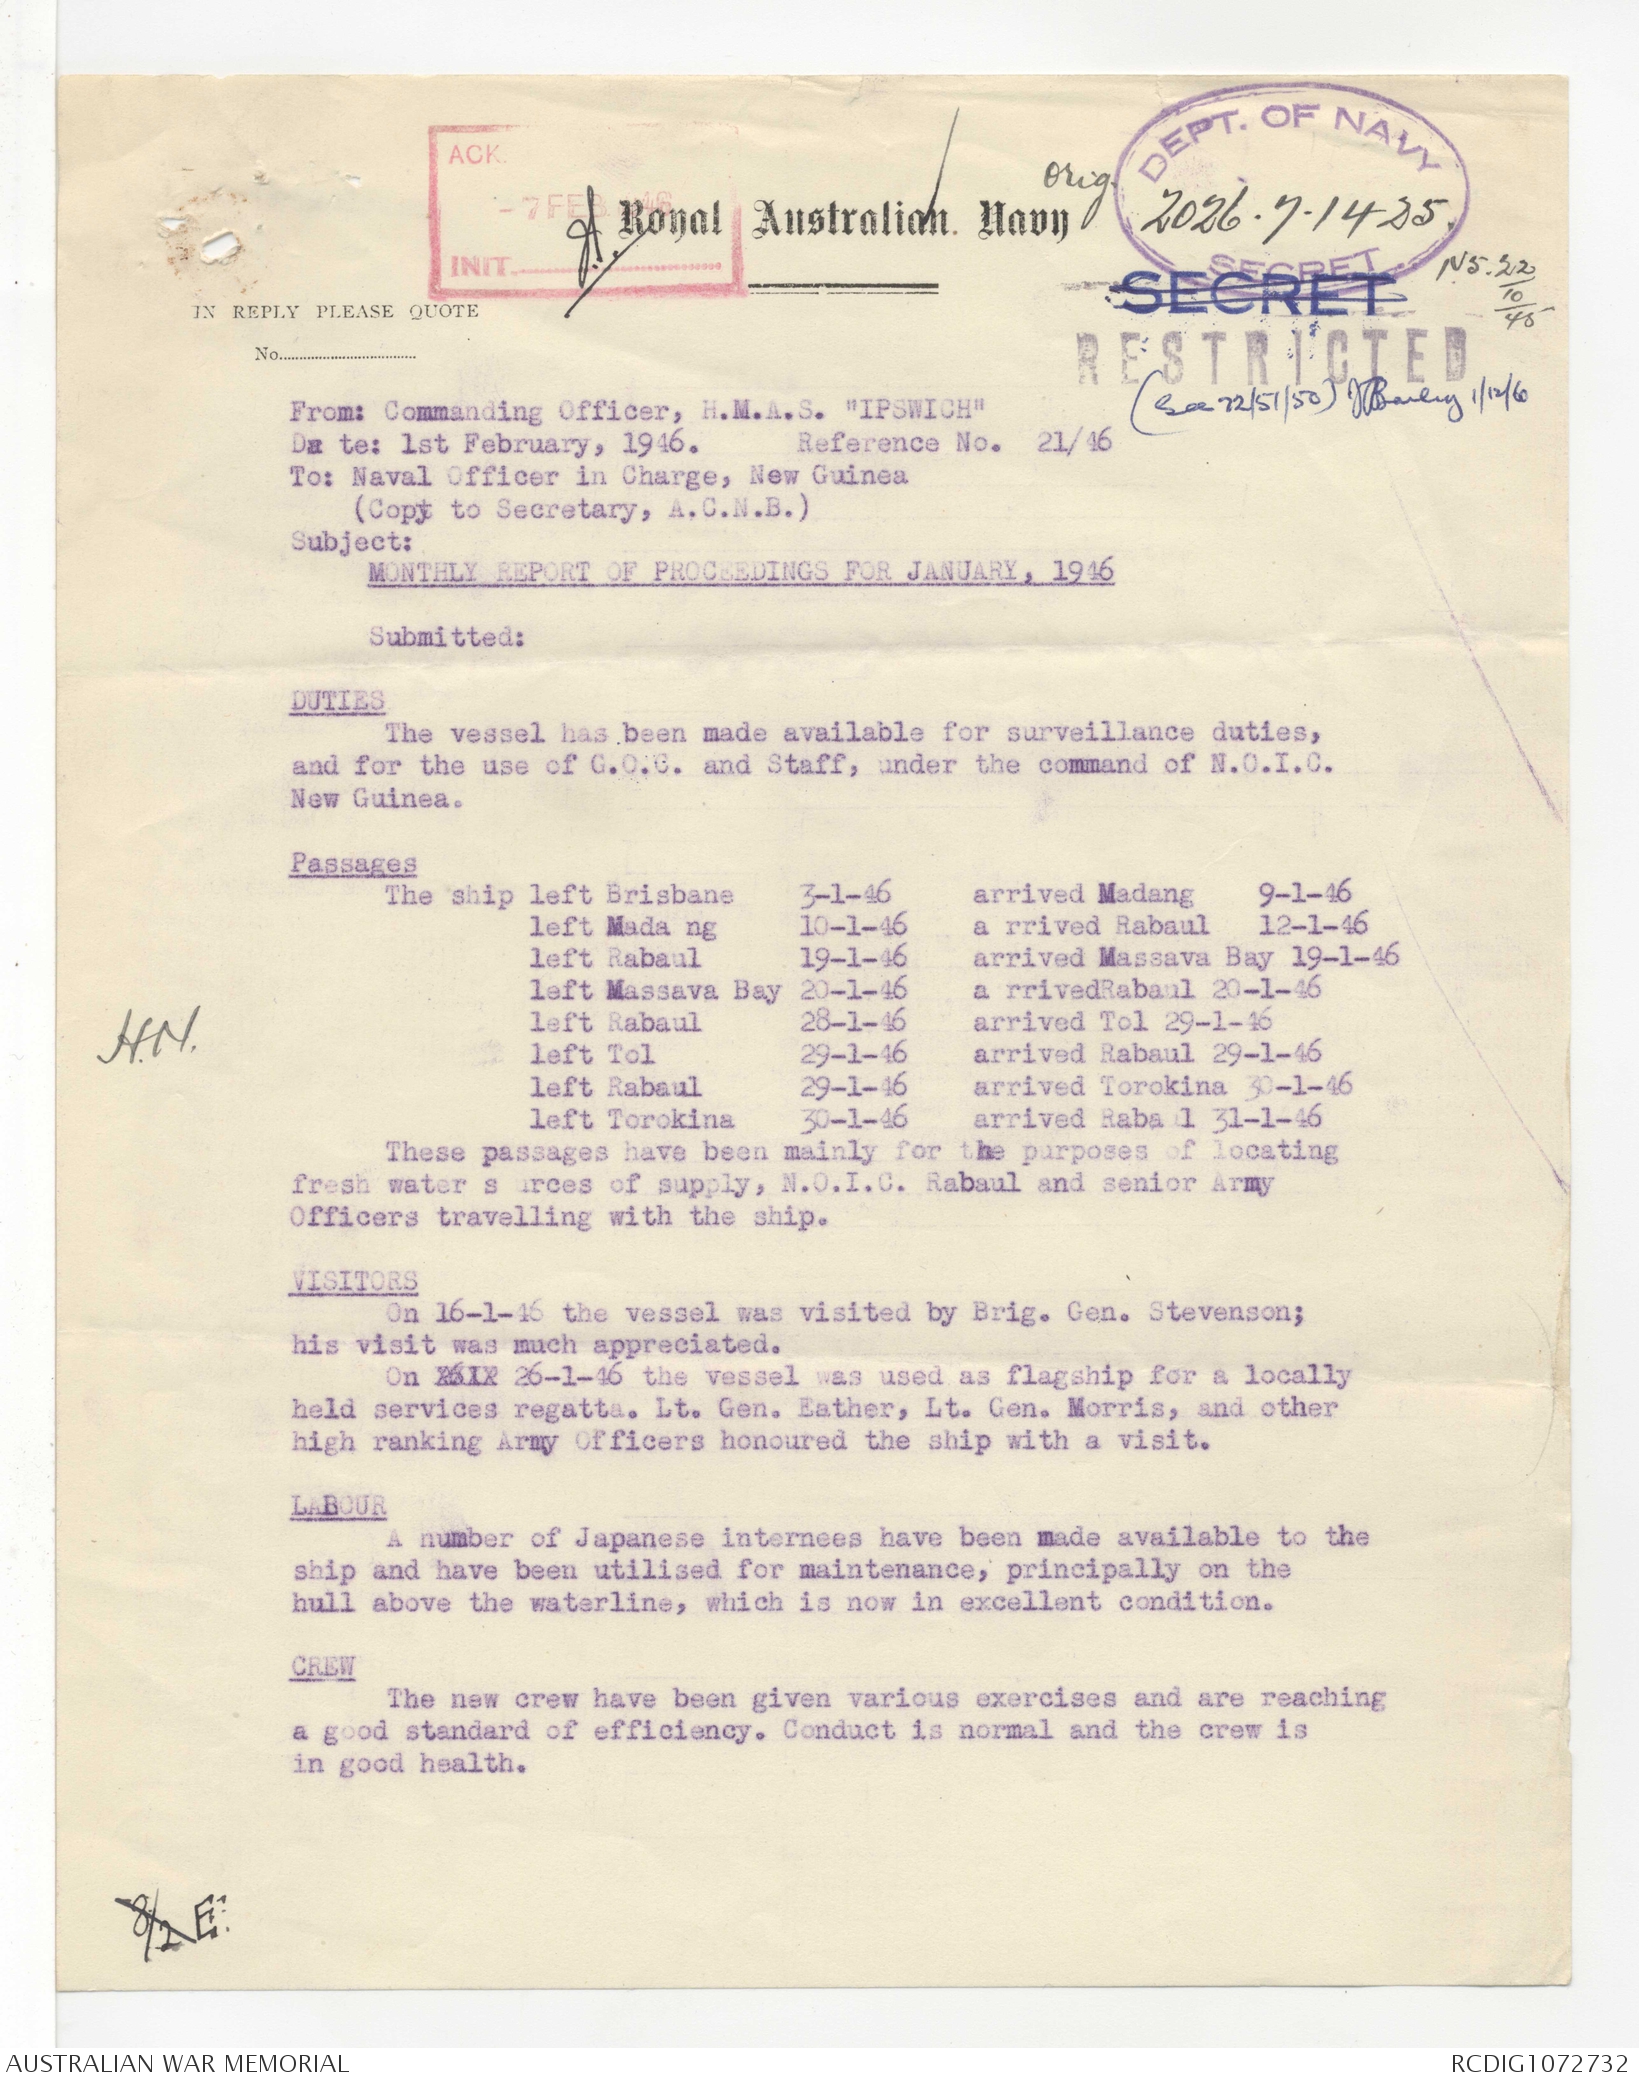 ACK.
- 7 FEB 1946
INIT.
Royal Australian Navy
Orig.
DEPT. OF NAVY
2026.7.1425.
SECRET
SECRET
N5.22
10
45
RESTRICTED
(See 22/51/50) 1/12/60
IN REPLY PLEASE QUOTE
No.
From: Commanding Officer, H.M.A.S. "IPSWICH"
Da te: 1st February, 1946. Reference No. 21/46
To: Naval Officer in Charge, New Guinea
(Copy to Secretary, A.C.N.B.)
Subject:
MONTHLY REPORT OF PROCEEDINGS FOR JANUARY, 1946
Submitted:
DUTIES
The vessel has been made available for surveillance duties,
and for the use of G.O.C. and Staff, under the command of N.O.I.C.
New Guinea.
Passages
The ship left Brisbane 3-1-46 arrived Madang 9-1-46
left Mada ng 10-1-46 a rrived Rabaul 12-1-46
left Rabaul 19-1-46 arrived Massava Bay 19-1-46
left Massava Bay 20-1-46 a rrivedRabaul 20-1-46
left Rabaul 28-1-46 arrived Tol 29-1-46
left Tol 29-1-46 arrived Rabaul 29-1-46
left Rabaul 29-1-46 arrived Torokina 30-1-46
left Torokina 30-1-46 arrived Raba l 31-1-46
These passages have been mainly for the purposes of locating
fresh water s urces of supply, N.O.I.C. Rabaul and senior Army
Officers travelling with the ship.
H.N.
VISITORS
On 16-1-46 the vessel was visited by Brig. Gen. Stevenson;
his visit was much appreciated.
On 26-1-46 the vessel was used as flagship for a locally
held services regatta. Lt. Gen. Eather, Lt. Gen. Morris, and other
high ranking Army Officers honoured the ship with a visit.
LABOUR
A number of Japanese internees have been made available to the
ship and have been utilised for maintenance, principally on the
hull above the waterline, which is now in excellent condition.
CREW
The new crew have been given various exercises and are reaching
a good standard of efficiency. Conduct is normal and the crew is
in good health.
8/2 E.
AUSTRALIAN WAR MEMORIAL
RCDIG1072732